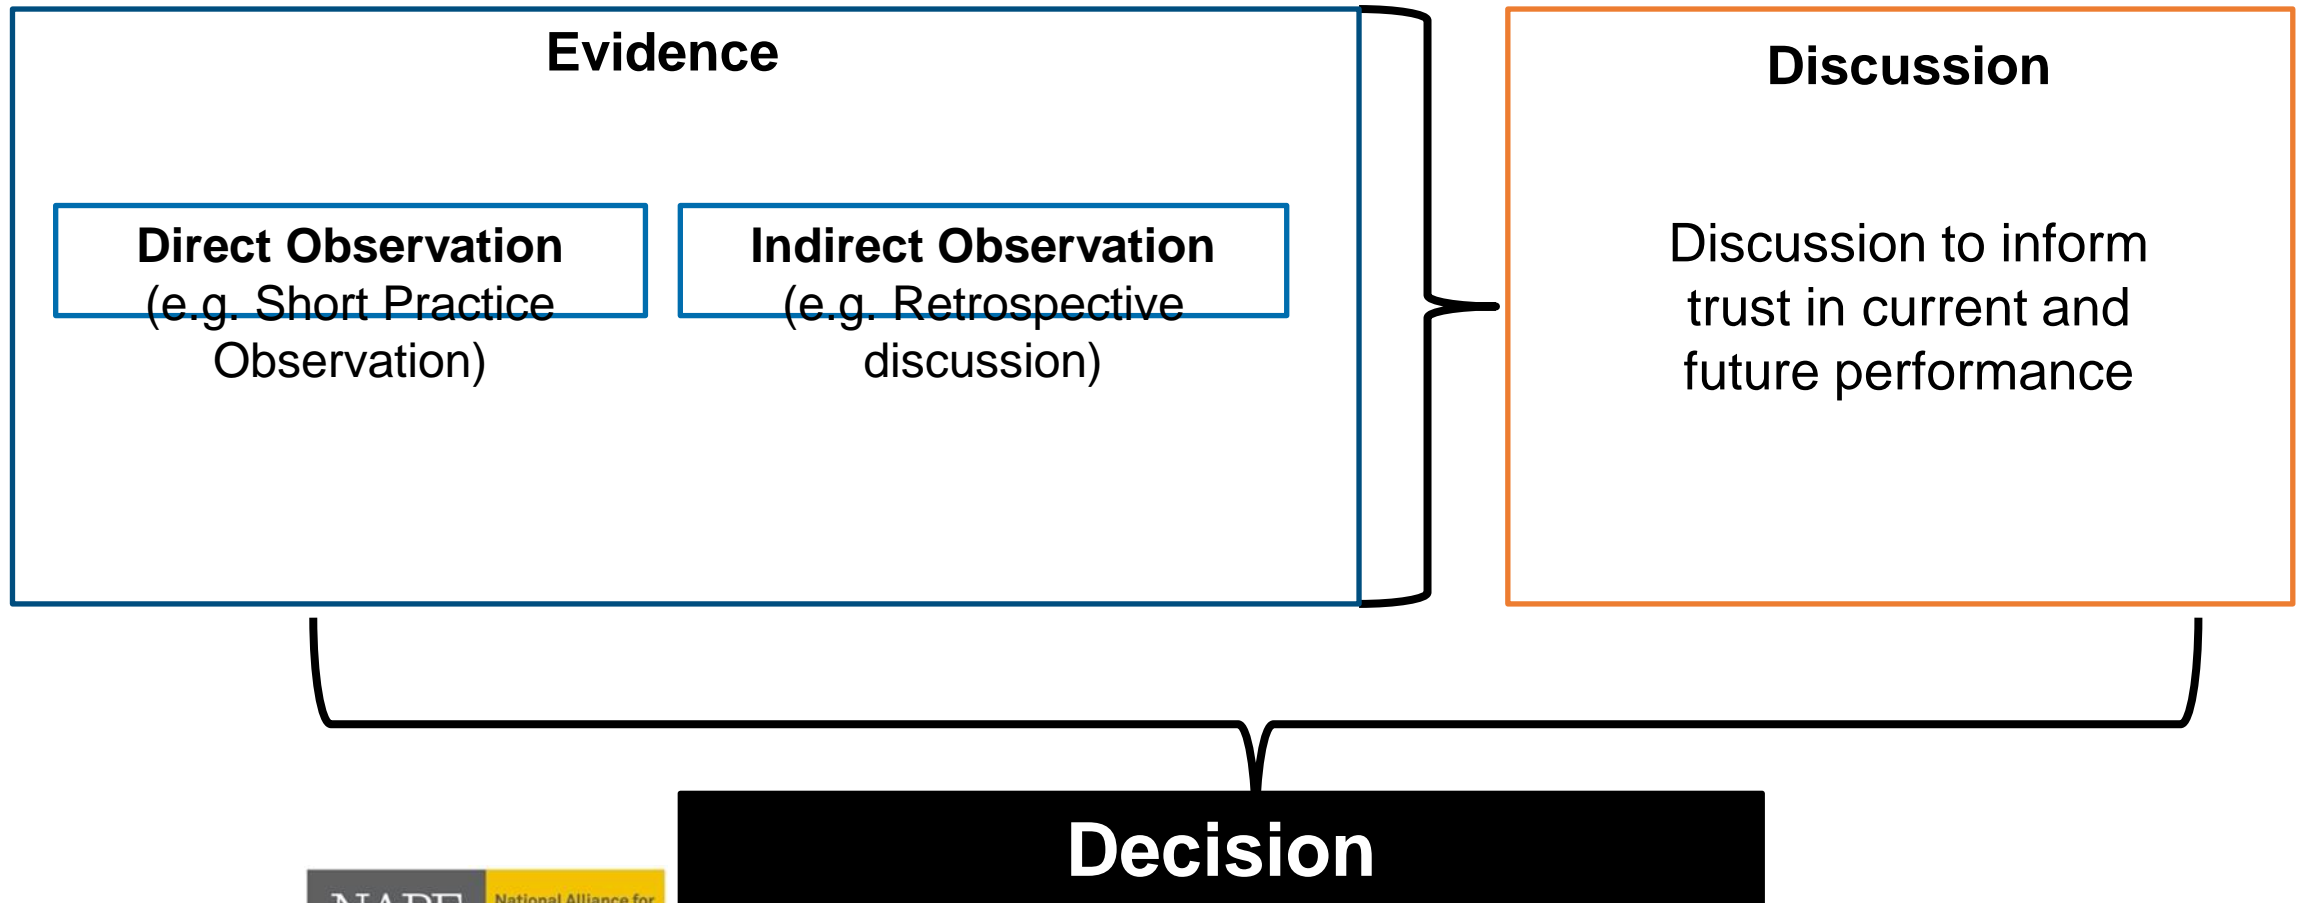 Evidence
Direct Observation
(e.g. Short Practice
Observation)
Indirect Observation
(e.g. Retrospective
discussion)
Discussion
Discussion to inform
trust in current and
future performance
Decision
National Alliance for